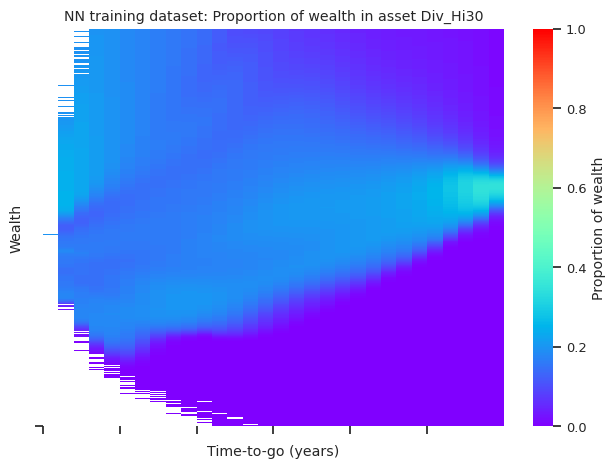 NN training dataset: Proportion of wealth in asset Div_Hi30
Wealth
Time-to-go (years)
1.0
0.8
0.6
0.4
0.2
0.0
Proportion of wealth